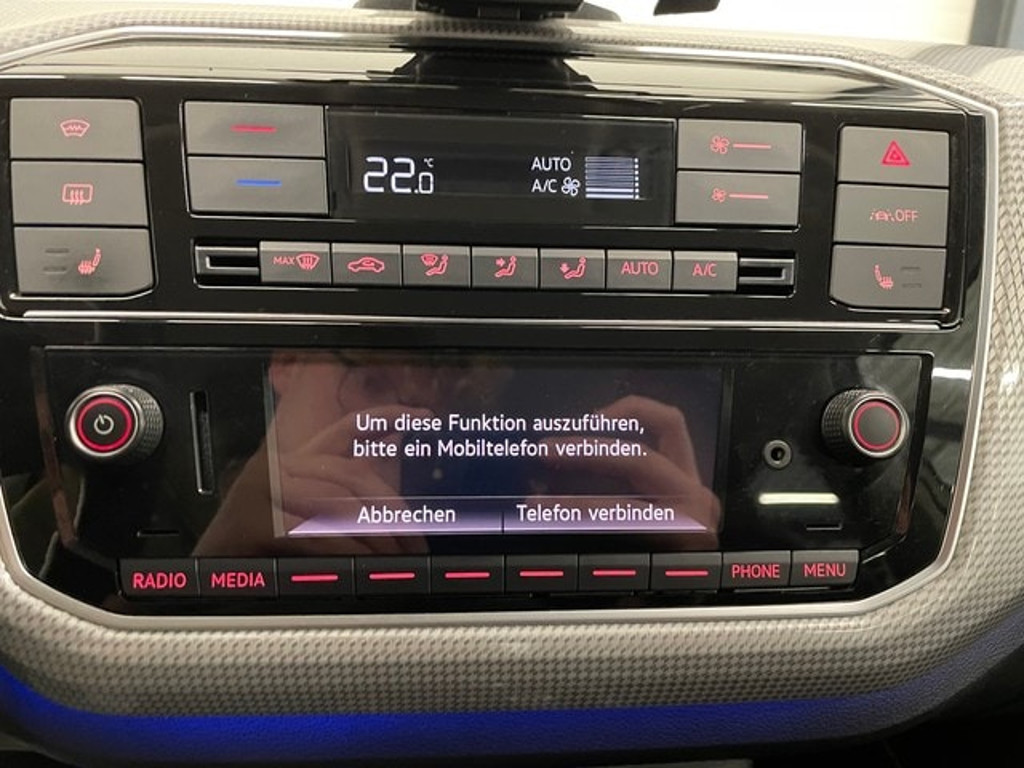 22.0 °C
AUTO
A/C
OFF
MAX
AUTO
A/C
Um diese Funktion auszuführen,
bitte ein Mobiltelefon verbinden.
Abbrechen Telefon verbinden
RADIO MEDIA PHONE MENU